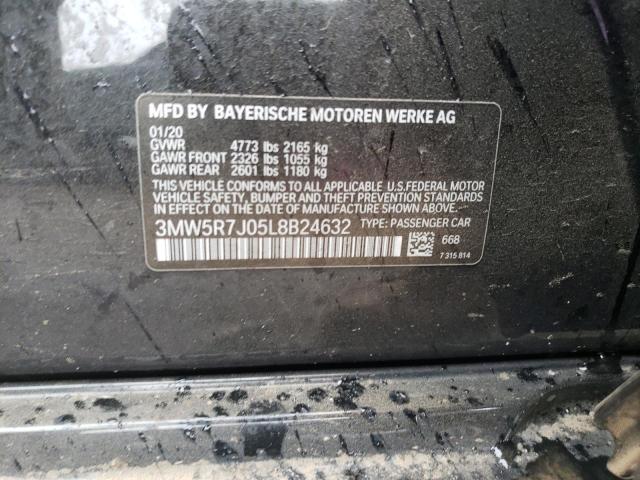 MFD BY BAYERISCHE MOTOREN WERKE AG
01/20
GVWR 4773 lbs 2165 kg
GAWR FRONT 2326 lbs 1055 kg
GAWR REAR 2601 lbs 1180 kg
THIS VEHICLE CONFORMS TO ALL APPLICABLE U.S.FEDERAL MOTOR
VEHICLE SAFETY, BUMPER AND THEFT PREVENTION STANDARDS
IN EFFECT ON THE DATE OF MANUFACTURE SHOWN ABOVE.
3MW5R7J05L8B24632 TYPE: PASSENGER CAR
668
7 315 814